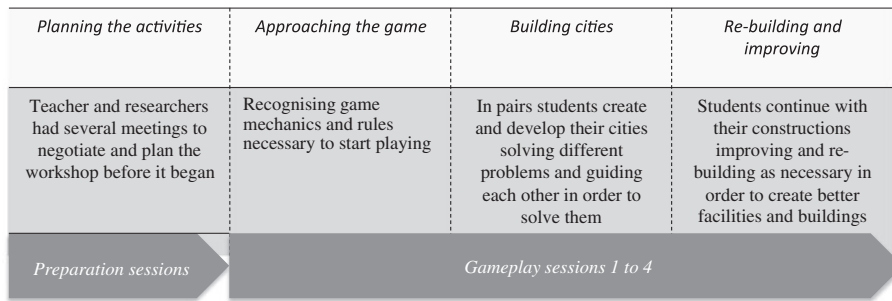 Planning the activities
Approaching the game
Building cities
Re-building and
improving
Teacher and researchers
had several meetings to
negotiate and plan the
workshop before it began
Recognising game
mechanics and rules
necessary to start playing
In pairs students create
and develop their cities
solving different
problems and guiding
each other in order to
solve them
Students continue with
their constructions
improving and re-
building as necessary in
order to create better
facilities and buildings
Preparation sessions
Gameplay sessions 1 to 4